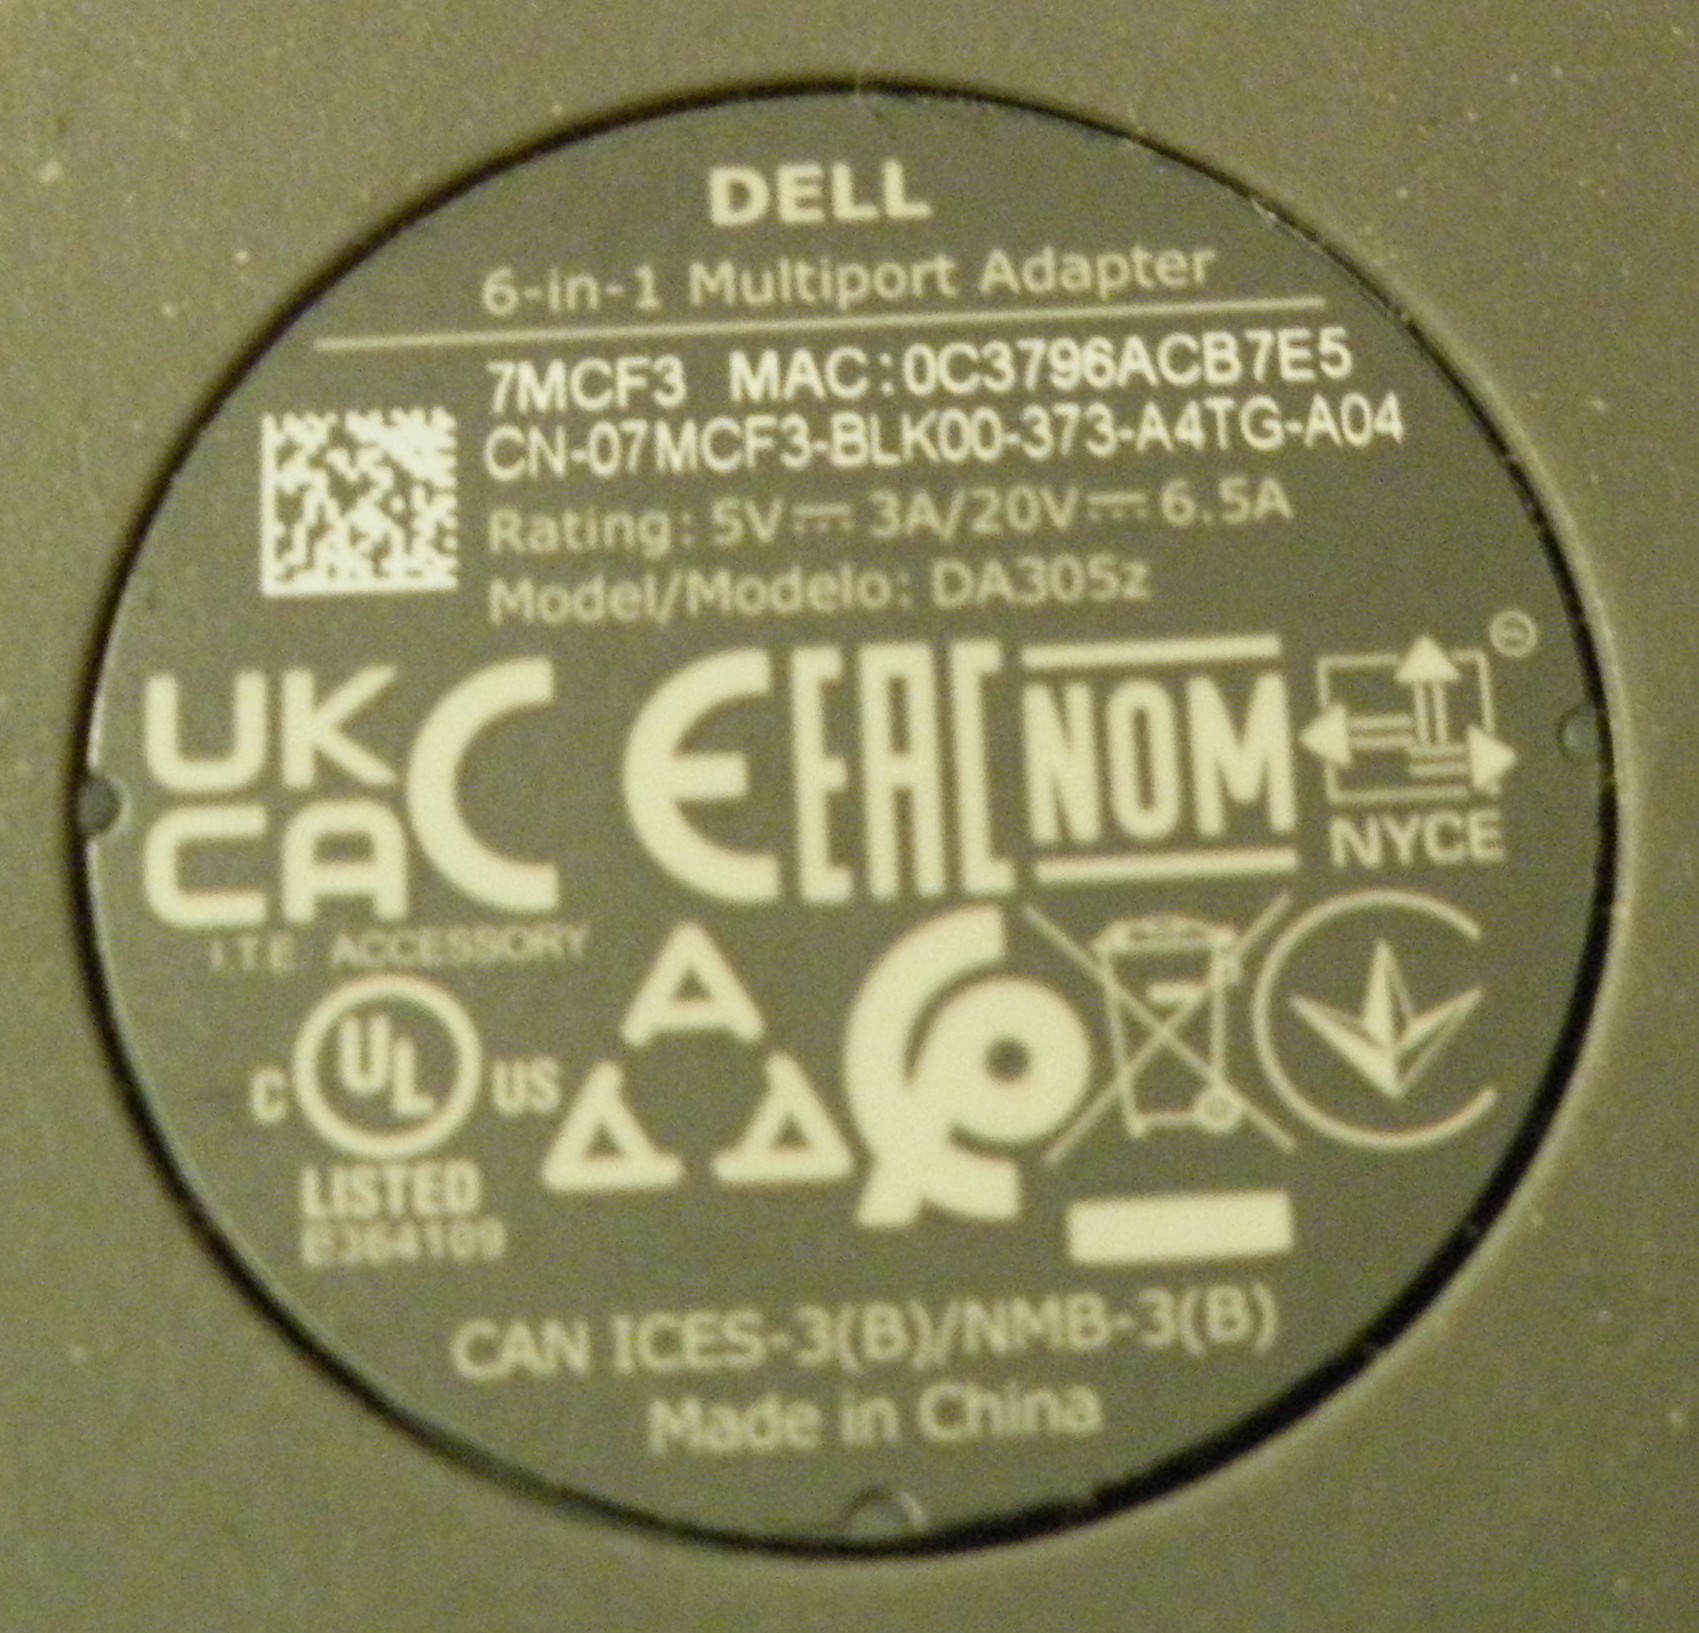 DELL
6-in-1 Multiport Adapter
7MCF3 MAC:0C3796ACB7E5
CN-07MCF3-BLK00-373-A4TG-A04
Rating: 5V⎓ 3A/20V⎓ 6.5A
Model/Modelo: DA305z
UK CA CE EAC NOM NYCE
I.T.E ACCESSORY
C UL US
LISTED
E364109
CAN ICES-3(B)/NMB-3(B)
Made in China